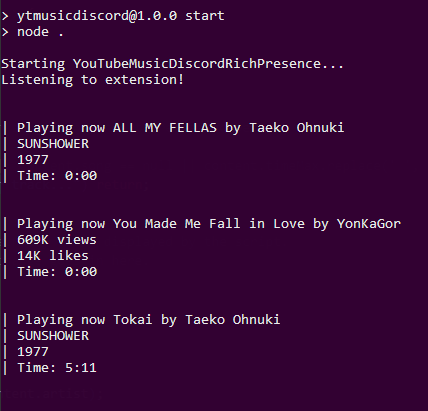 > ytmusicdiscord@1.0.0 start
> node .
Starting YouTubeMusicDiscordRichPresence...
Listening to extension!
| Playing now ALL MY FELLAS by Taeko Ohnuki
| SUNSHOWER
| 1977
| Time: 0:00
| Playing now You Made Me Fall in Love by YonKaGor
| 609K views
| 14K likes
| Time: 0:00
| Playing now Tokai by Taeko Ohnuki
| SUNSHOWER
| 1977
| Time: 5:11